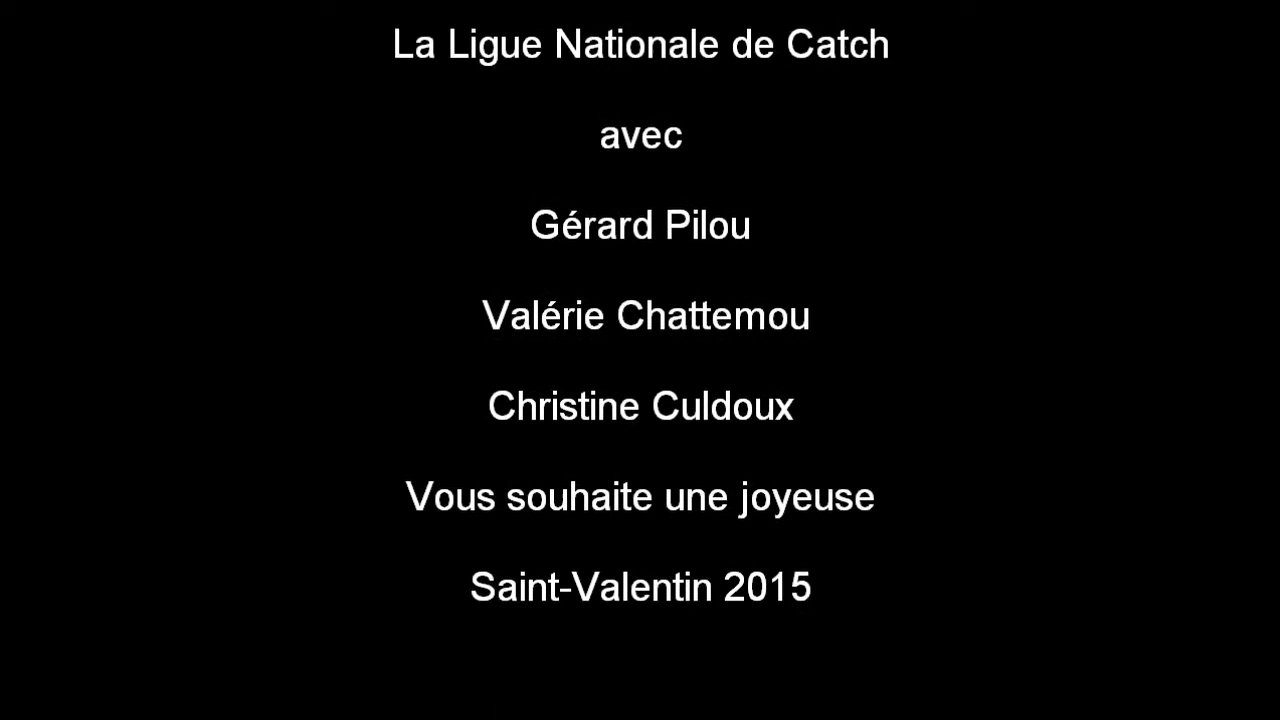 La Ligue Nationale de Catch
avec
Gérard Pilou
Valérie Chattemou
Christine Culdoux
Vous souhaite une joyeuse
Saint-Valentin 2015